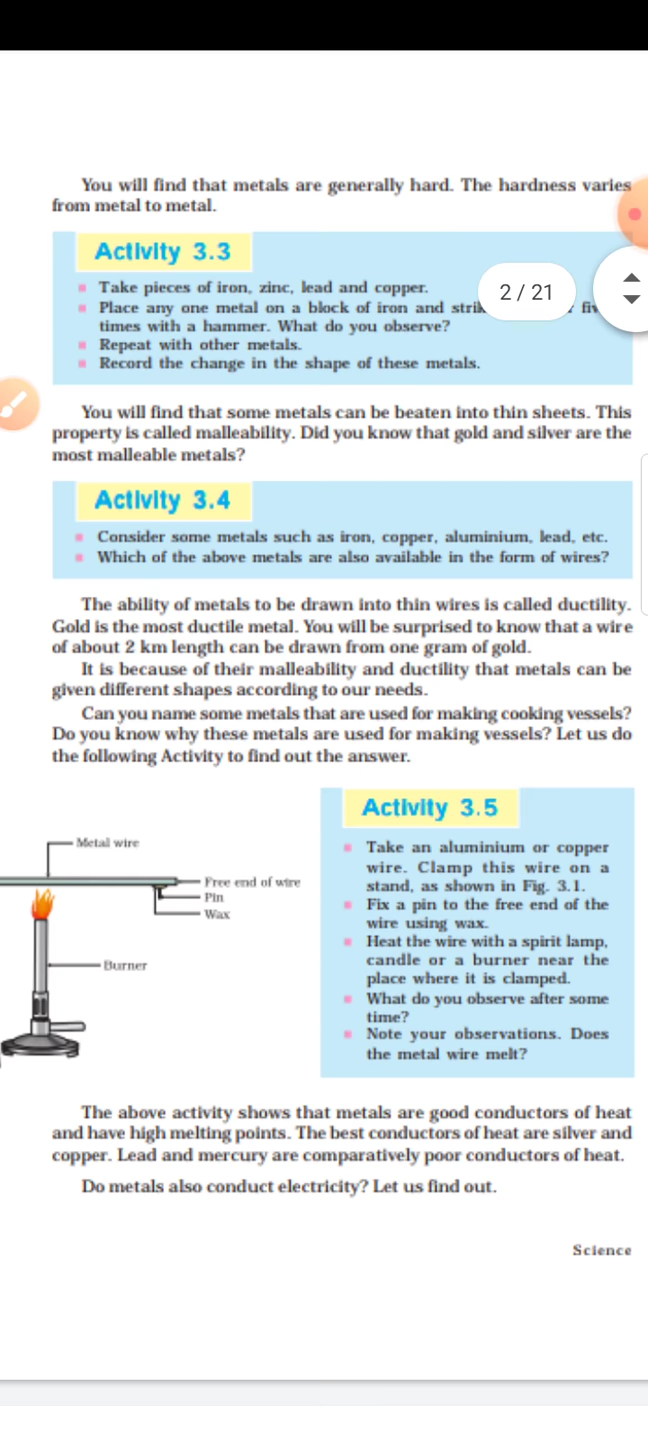 You will find that metals are generally hard. The hardness varies
from metal to metal.
Activity 3.3
Take pieces of iron, zinc, lead and copper.
Place any one metal on a block of iron and
times with a hammer. What do you observe?
Repeat with other metals.
Record the change in the shape of these metals.
2 / 21
You will find that some metals can be beaten into thin sheets. This
property is called malleability. Did you know that gold and silver are the
most malleable metals?
Activity 3.4
Consider some metals such as iron, copper, aluminium, lead, etc.
Which of the above metals are also available in the form of wires?
The ability of metals to be drawn into thin wires is called ductility.
Gold is the most ductile metal. You will be surprised to know that a wire
of about 2 km length can be drawn from one gram of gold.
It is because of their malleability and ductility that metals can be
given different shapes according to our needs.
Can you name some metals that are used for making cooking vessels?
Do you know why these metals are used for making vessels? Let us do
the following Activity to find out the answer.
Metal wire
Free end of wire
Pin
Wax
Burner
Activity 3.5
Take an aluminium or copper
wire. Clamp this wire on a
stand, as shown in Fig. 3.1.
Fix a pin to the free end of the
wire using wax.
Heat the wire with a spirit lamp,
candle or a burner near the
place where it is clamped.
What do you observe after some
time?
Note your observations. Does
the metal wire melt?
The above activity shows that metals are good conductors of heat
and have high melting points. The best conductors of heat are silver and
copper. Lead and mercury are comparatively poor conductors of heat.
Do metals also conduct electricity? Let us find out.
Science